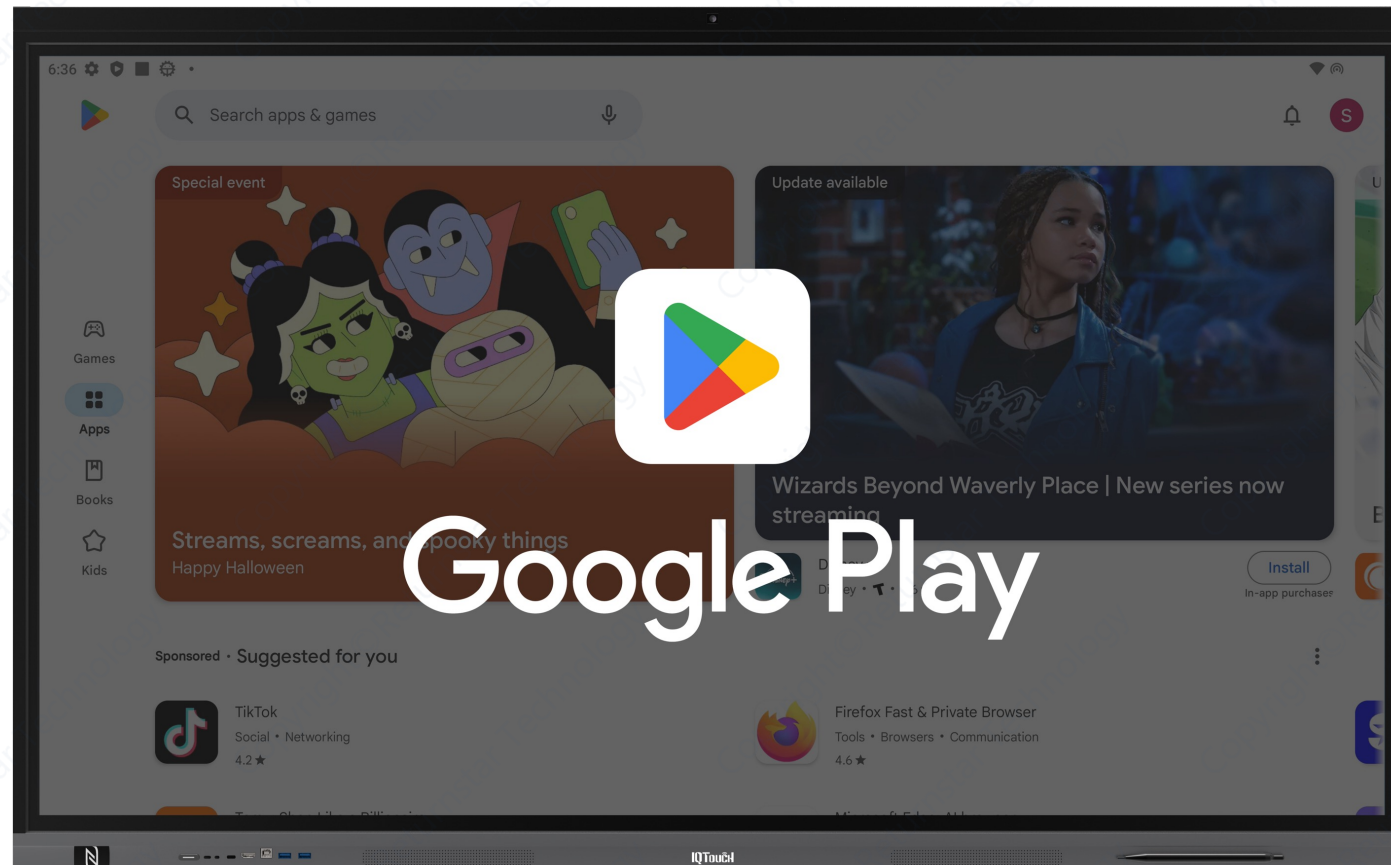 6:36
Search apps & games
S
Special event
Update available
Games
Apps
Books
Kids
Streams, screams, and spooky things
Happy Halloween
Wizards Beyond Waverly Place | New series now
streaming
Google Play
Install
In-app purchases
Sponsored • Suggested for you
TikTok
Social • Networking
4.2 ★
Firefox Fast & Private Browser
Tools • Browsers • Communication
4.6 ★
IQTouch